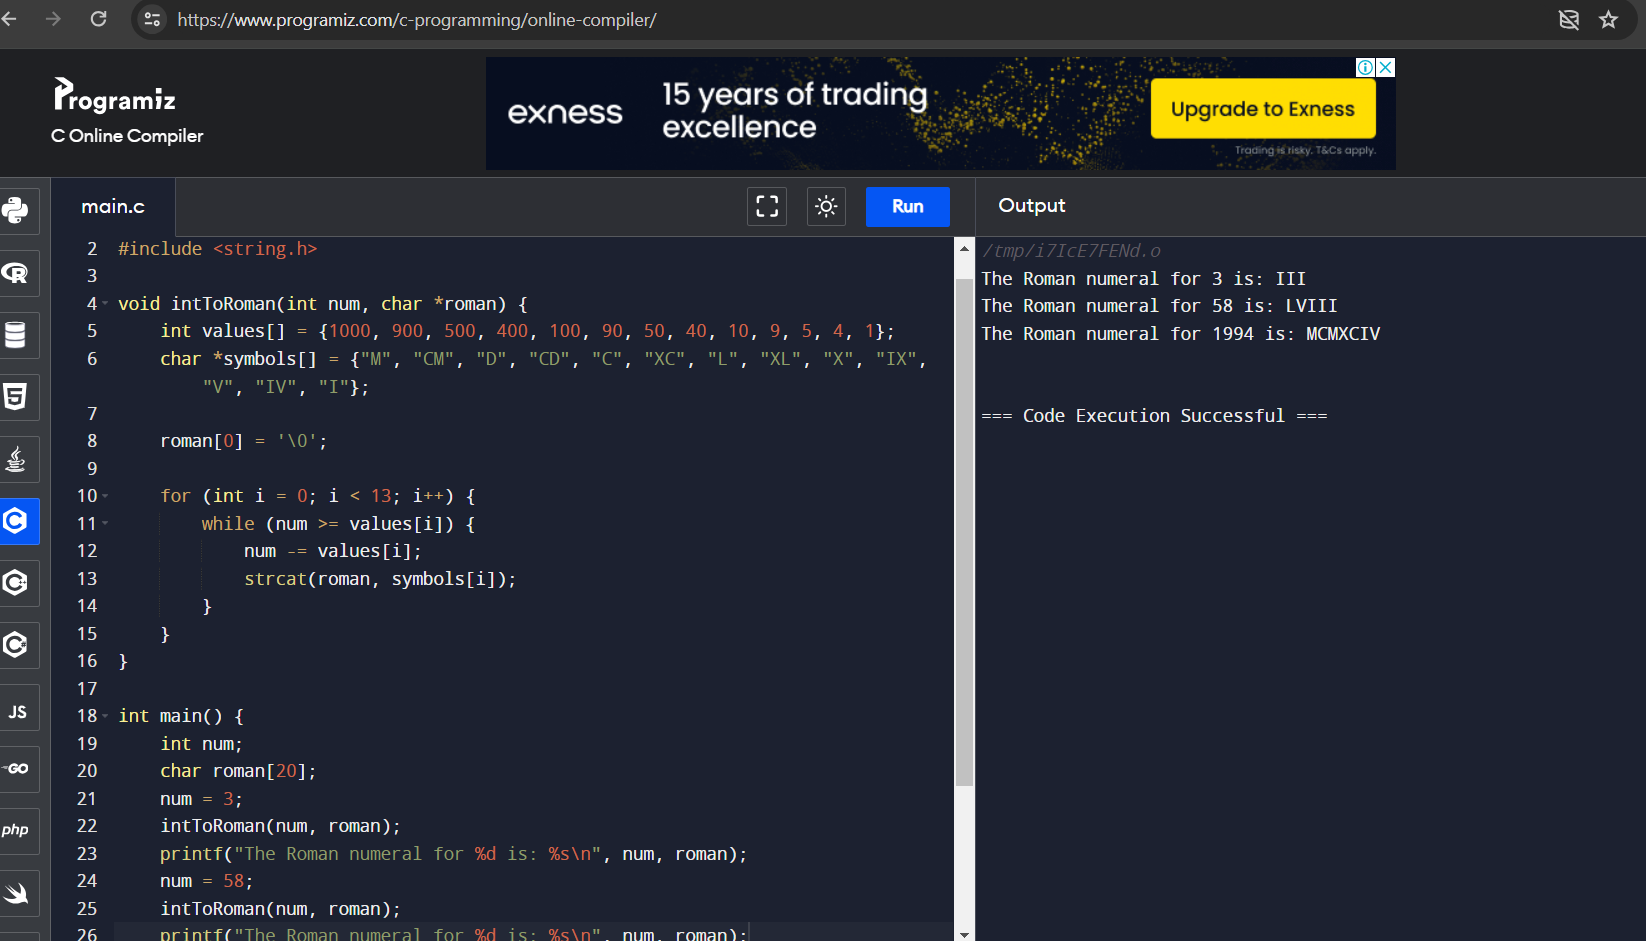 https://www.programiz.com/c-programming/online-compiler/
Programiz
C Online Compiler
exness
15 years of trading
excellence
Upgrade to Exness
Trading is risky. T&Cs apply.
main.c
Run
Output
2 #include <string.h>
3
4 void intToRoman(int num, char *roman) {
5     int values[] = {1000, 900, 500, 400, 100, 90, 50, 40, 10, 9, 5, 4, 1};
6     char *symbols[] = {"M", "CM", "D", "CD", "C", "XC", "L", "XL", "X", "IX",
        "V", "IV", "I"};
7
8     roman[0] = '\0';
9
10     for (int i = 0; i < 13; i++) {
11         while (num >= values[i]) {
12             num -= values[i];
13             strcat(roman, symbols[i]);
14         }
15     }
16 }
17
18 int main() {
19     int num;
20     char roman[20];
21     num = 3;
22     intToRoman(num, roman);
23     printf("The Roman numeral for %d is: %s\n", num, roman);
24     num = 58;
25     intToRoman(num, roman);
26     printf("The Roman numeral for %d is: %s\n", num, roman);
/tmp/i7IcE7FENd.o
The Roman numeral for 3 is: III
The Roman numeral for 58 is: LVIII
The Roman numeral for 1994 is: MCMXCIV
=== Code Execution Successful ===
R
5
C
C++
C#
JS
GO
php